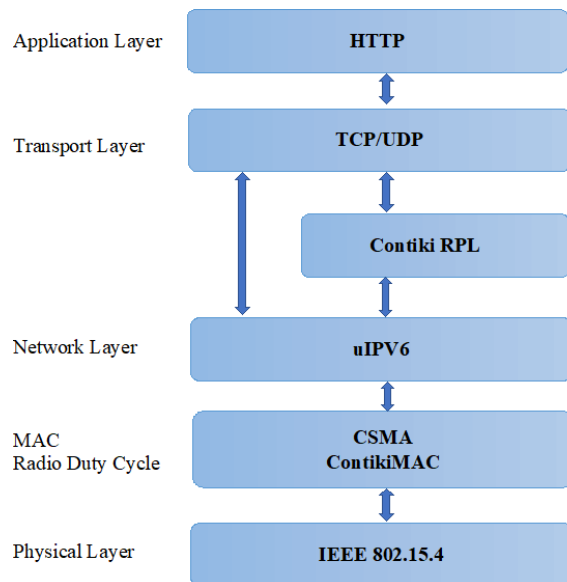 Application Layer
HTTP
Transport Layer
TCP/UDP
Contiki RPL
Network Layer
uIPV6
MAC
Radio Duty Cycle
CSMA
ContikiMAC
Physical Layer
IEEE 802.15.4